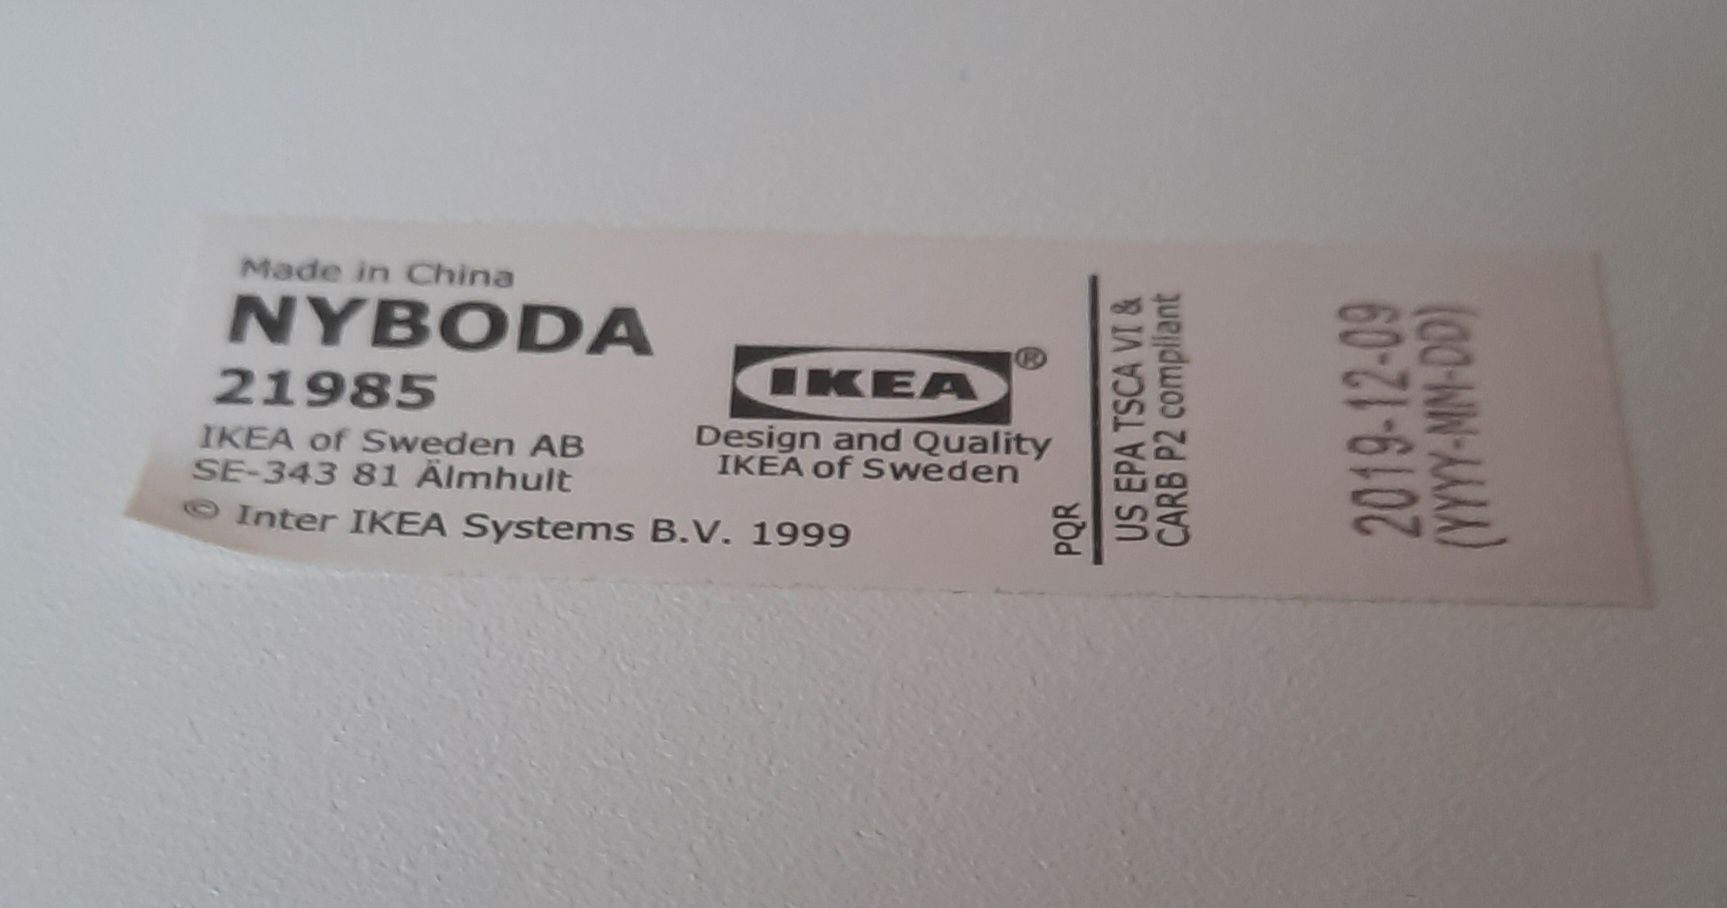 Made in China
NYBODA
21985
IKEA of Sweden AB
SE-343 81 Älmhult
© Inter IKEA Systems B.V. 1999
IKEA®
Design and Quality
IKEA of Sweden
PQR
US EPA TSCA VI &
CARB P2 compliant
2019-12-09
(YYYY-MM-DD)